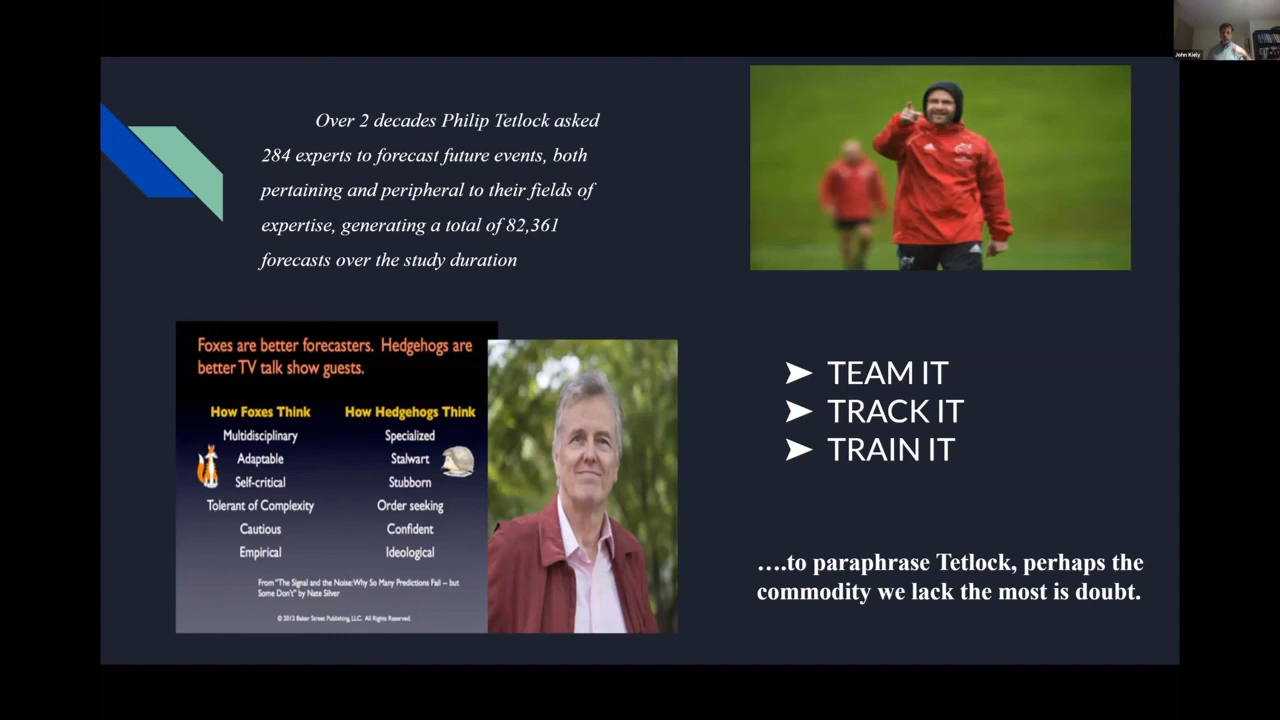 John Kiely
Over 2 decades Philip Tetlock asked
284 experts to forecast future events, both
pertaining and peripheral to their fields of
expertise, generating a total of 82,361
forecasts over the study duration
Foxes are better forecasters. Hedgehogs are
better TV talk show guests.
How Foxes Think
Multidisciplinary
Adaptable
Self-critical
Tolerant of Complexity
Cautious
Empirical
How Hedgehogs Think
Specialized
Stalwart
Stubborn
Order seeking
Confident
Ideological
From "The Signal and the Noise: Why So Many Predictions Fail – but
Some Don't" by Nate Silver
© 2012 Baker Street Publishing, LLC. All Rights Reserved.
➤ TEAM IT
➤ TRACK IT
➤ TRAIN IT
….to paraphrase Tetlock, perhaps the
commodity we lack the most is doubt.